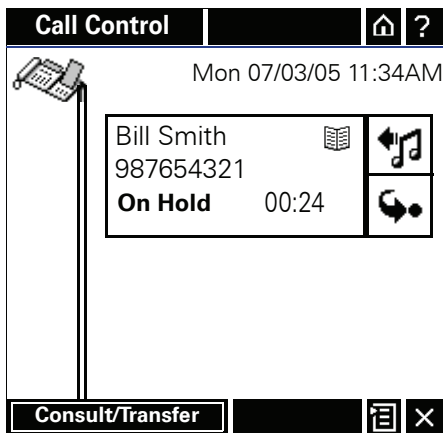 Call Control ?
Mon 07/03/05 11:34AM
Bill Smith
987654321
On Hold 00:24
Consult/Transfer